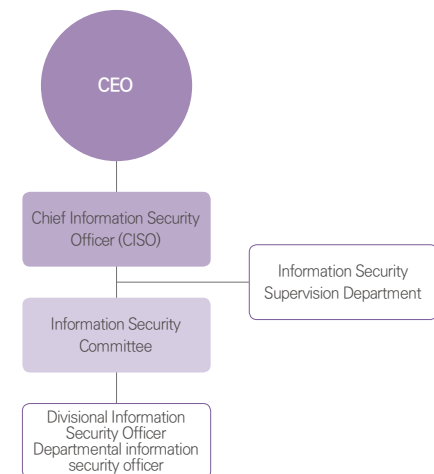 CEO
Chief Information Security
Officer (CISO)
Information Security
Supervision Department
Information Security
Committee
Divisional Information
Security Officer
Departmental information
security officer